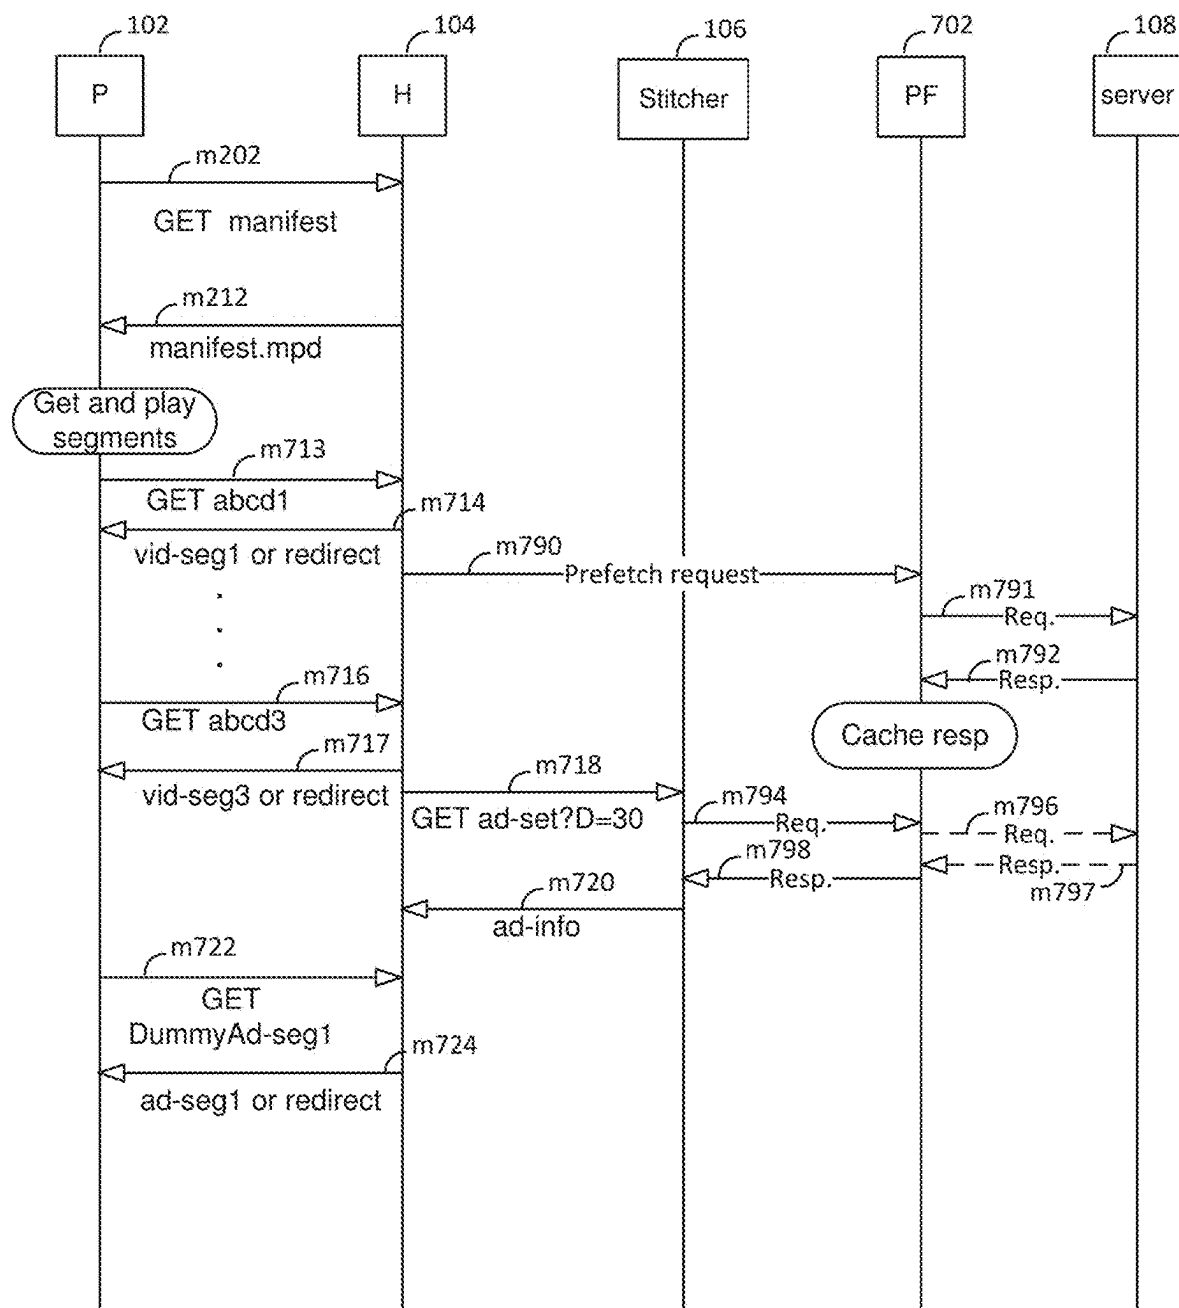 102
104
106
702
108
P
H
Stitcher
PF
server
m202
GET manifest
m212
manifest.mpd
Get and play
segments
m713
GET abcd1
m714
vid-seg1 or redirect
m790
Prefetch request
m791
Req.
m792
Resp.
m716
GET abcd3
Cache resp
m717
vid-seg3 or redirect
m718
GET ad-set?D=30
m794
Req.
m796
Req.
m798
Resp.
Resp.
m797
m720
ad-info
m722
GET
DummyAd-seg1
m724
ad-seg1 or redirect